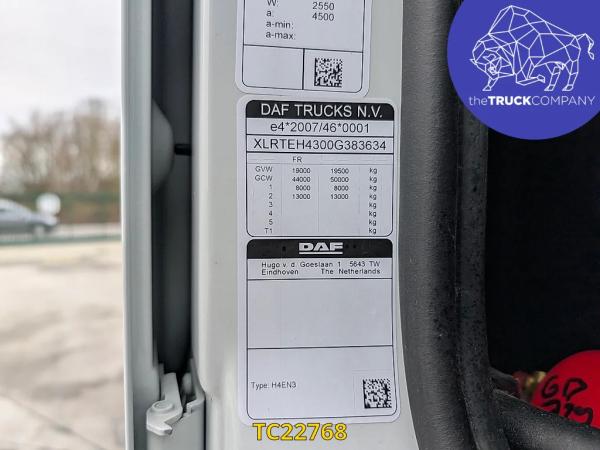 W: 2550
a: 4500
a-min:
a-max:
theTRUCKCOMPANY
DAF TRUCKS N.V.
e4*2007/46*0001
XLRTEH4300G383634
FR
GVW 19000 19500 kg
GCW 44000 50000 kg
1 8000 8000 kg
2 13000 13000 kg
3 kg
4 kg
5 kg
T1 kg
DAF
Hugo v. d. Goeslaan 1 5643 TW
Eindhoven The Netherlands
Type: H4EN3
TC22768